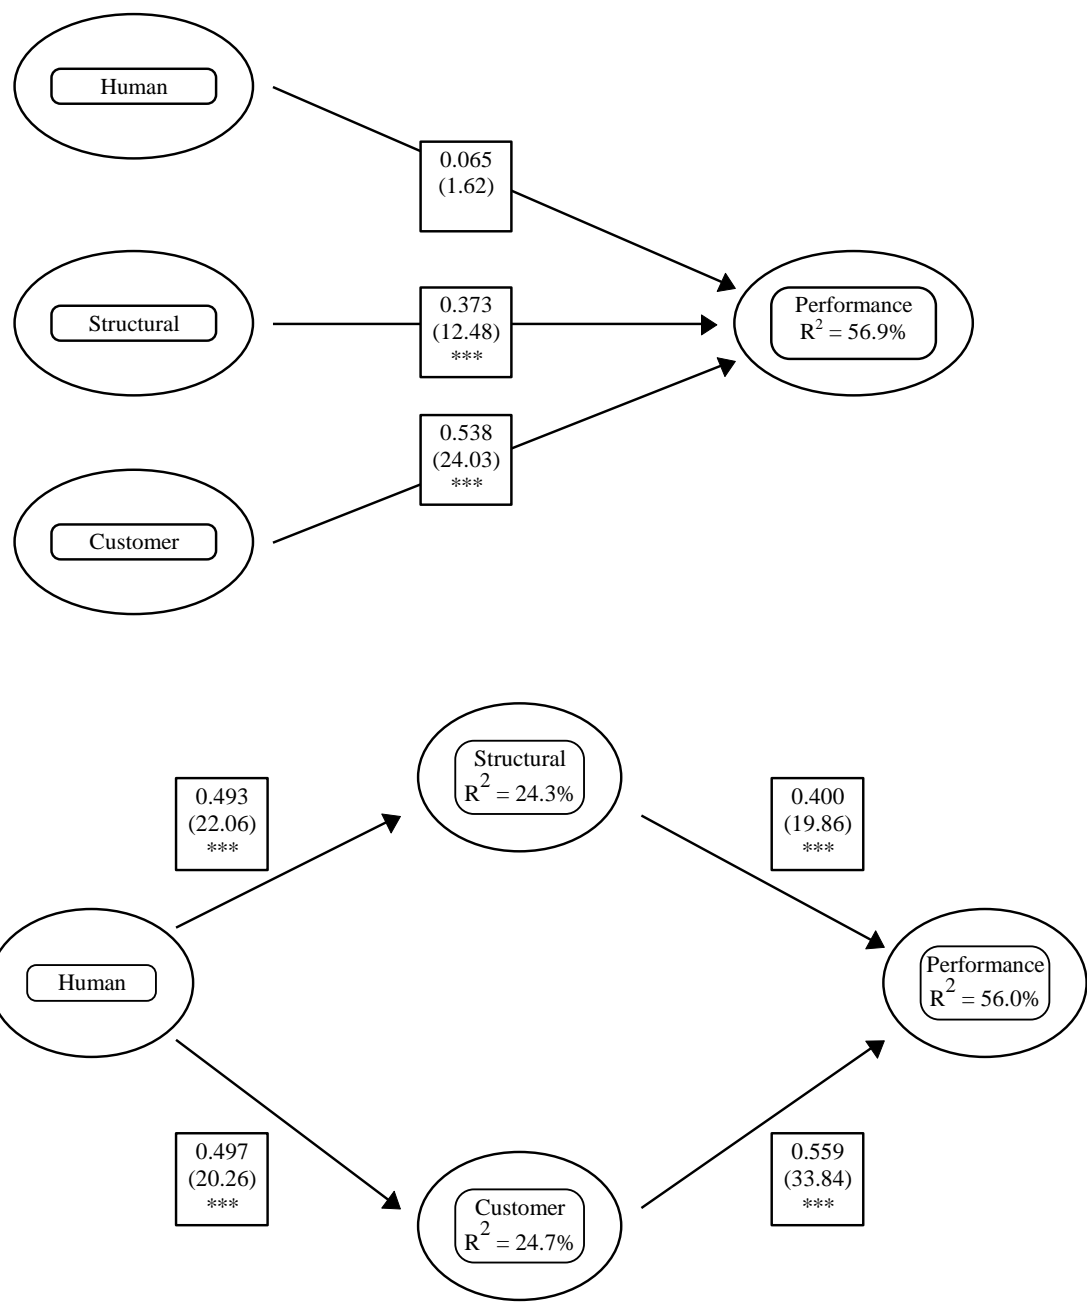 Human
0.065
(1.62)
Structural
0.373
(12.48)
***
Performance
R² = 56.9%
0.538
(24.03)
***
Customer
Structural
R² = 24.3%
0.493
(22.06)
***
0.400
(19.86)
***
Human
Performance
R² = 56.0%
0.497
(20.26)
***
0.559
(33.84)
***
Customer
R² = 24.7%